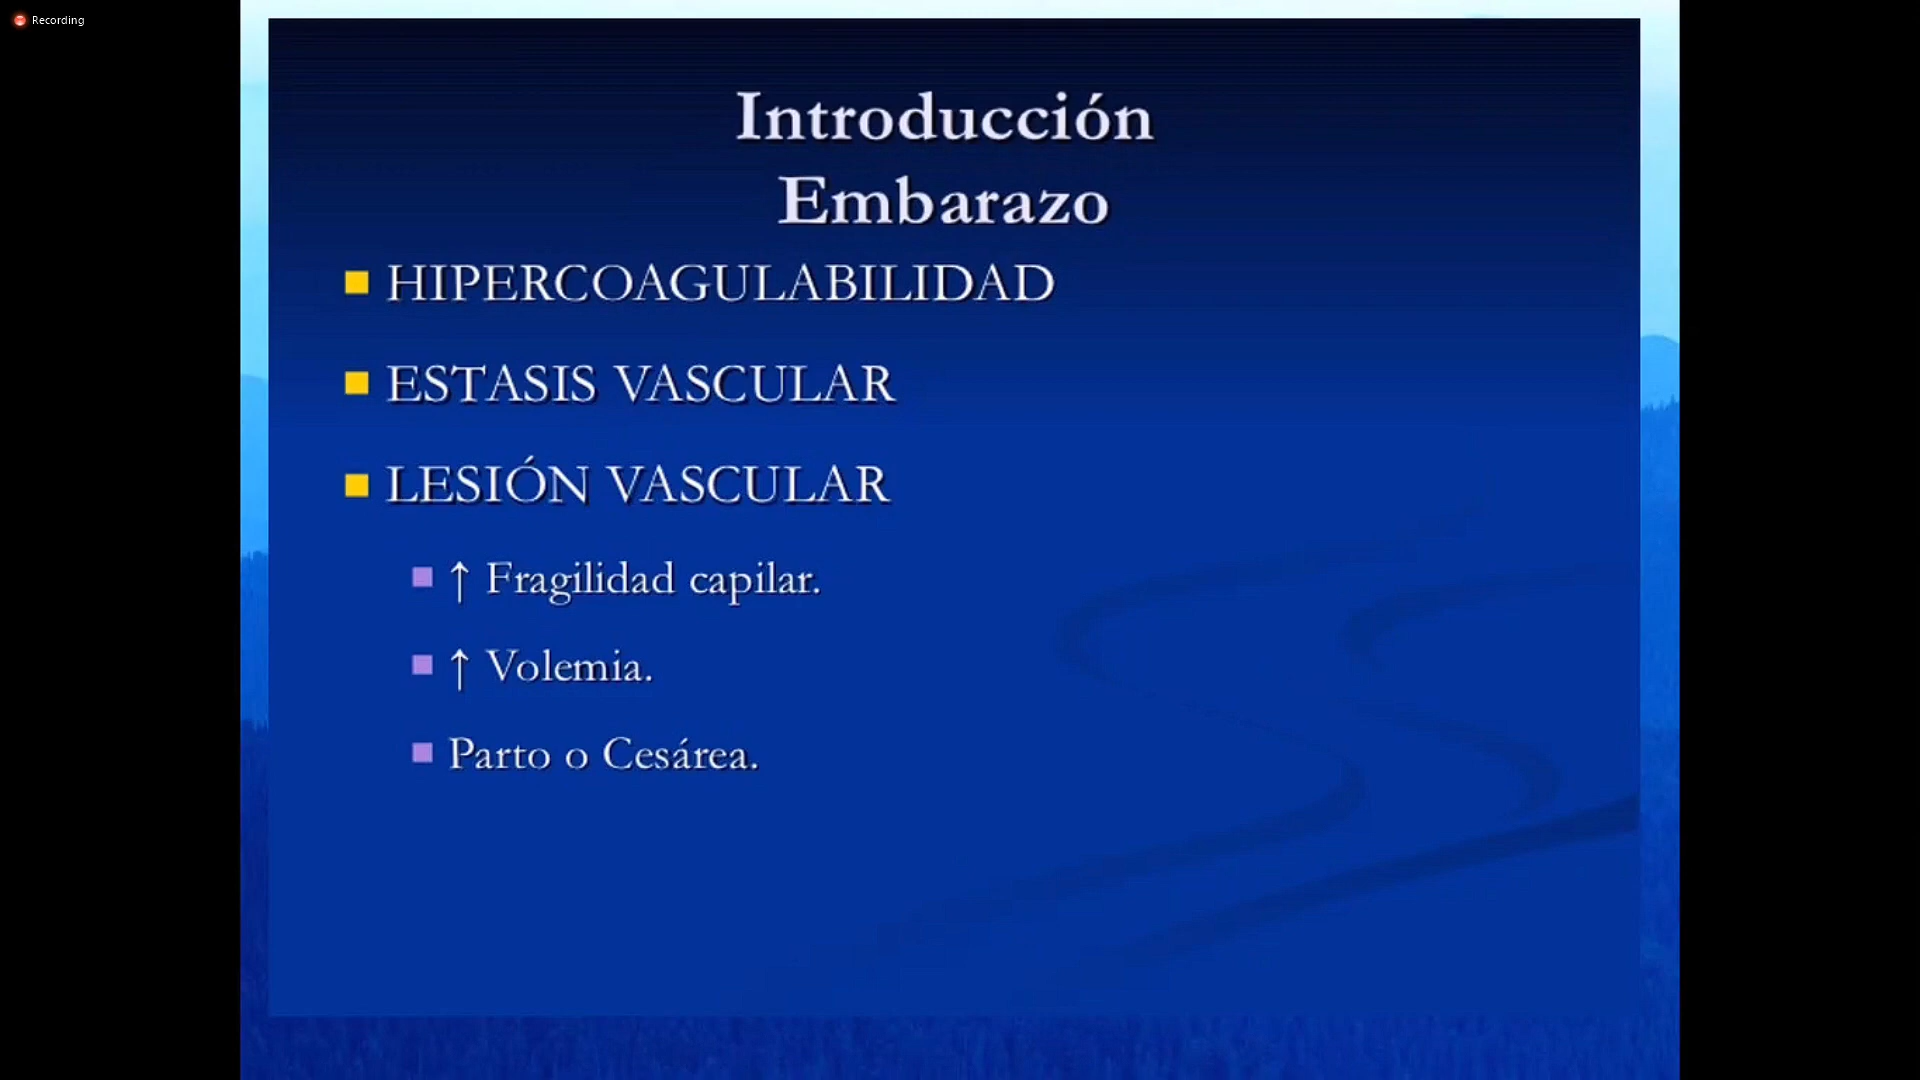 Recording
Introducción
Embarazo
HIPERCOAGULABILIDAD
ESTASIS VASCULAR
LESIÓN VASCULAR
↑ Fragilidad capilar.
↑ Volemia.
Parto o Cesárea.